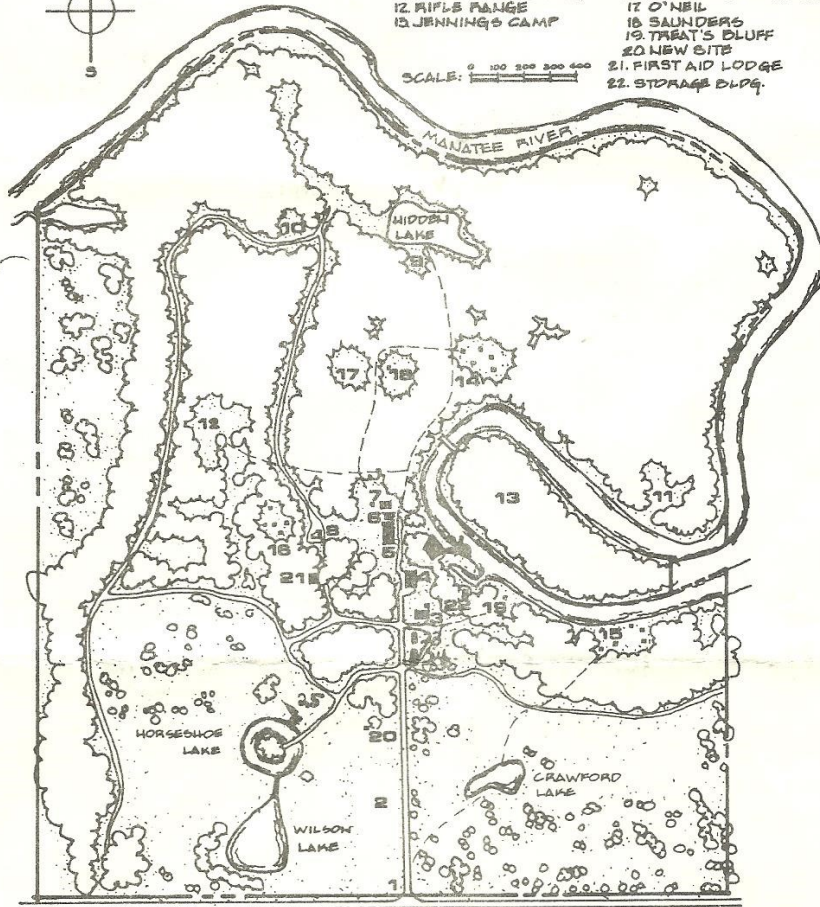 12. RIFLE RANGE
13. JENNINGS CAMP
17 O'NEIL
18 SAUNDERS
19. TREAT'S BLUFF
20 NEW SITE
21. FIRST AID LODGE
22. STORAGE BLDG.
S
SCALE: 0 100 200 300 400
MANATEE RIVER
HIDDEN
LAKE
10
9
17
18
14
12
13
11
7
6
5
8
16
21
4
22
19
3
23
15
25
20
HORSESHOE
LAKE
CRAWFORD
LAKE
2
WILSON
LAKE
1